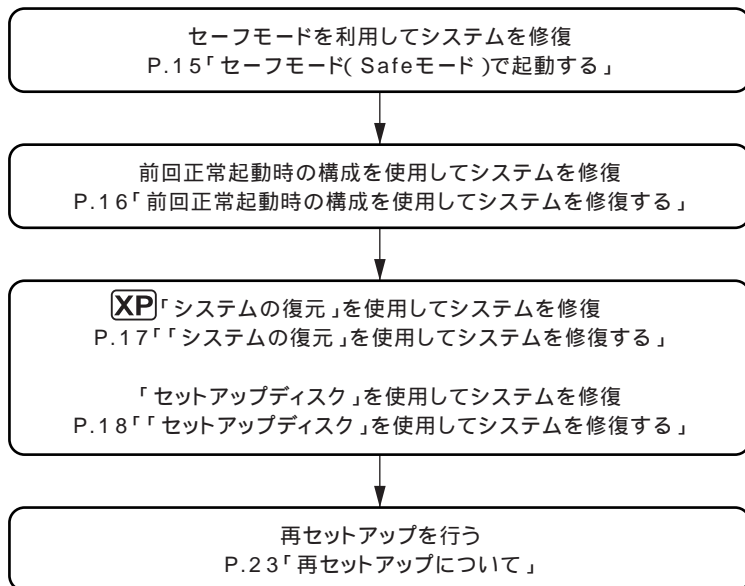 セーフモードを利用してシステムを修復
P.15「セーフモード(Safeモード)で起動する」
前回正常起動時の構成を使用してシステムを修復
P.16「前回正常起動時の構成を使用してシステムを修復する」
XP「システムの復元」を使用してシステムを修復
P.17「「システムの復元」を使用してシステムを修復する」
「セットアップディスク」を使用してシステムを修復
P.18「「セットアップディスク」を使用してシステムを修復する」
再セットアップを行う
P.23「再セットアップについて」